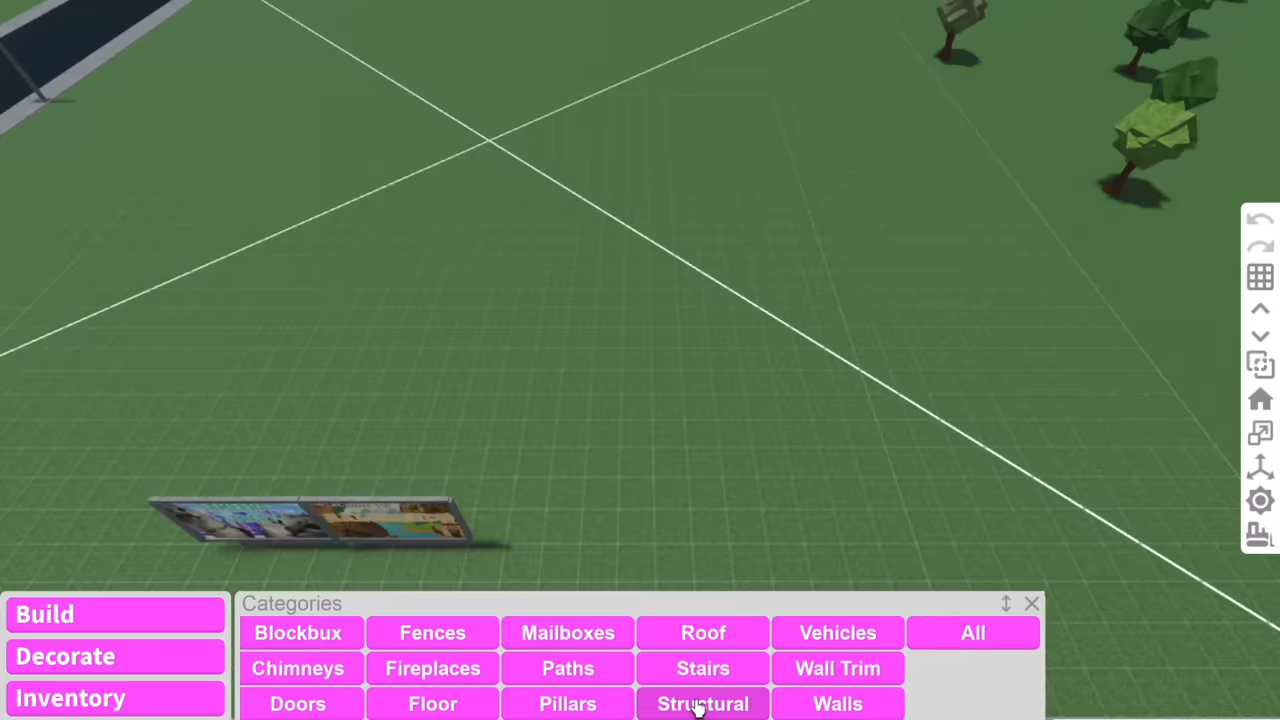 Categories
Build
Blockbux
Fences
Mailboxes
Roof
Vehicles
All
Decorate
Chimneys
Fireplaces
Paths
Stairs
Wall Trim
Inventory
Doors
Floor
Pillars
Structural
Walls